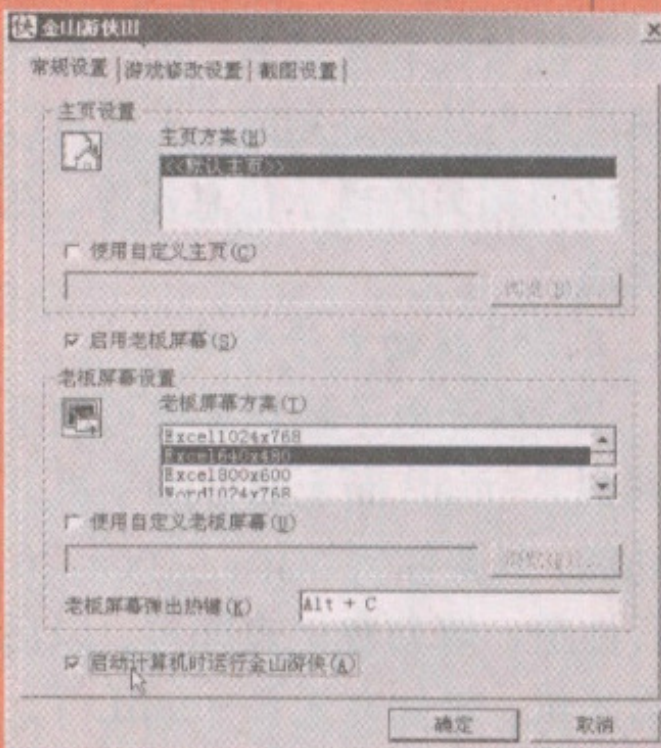 侠 金山游侠III
常规设置 游戏修改设置 截图设置
主页设置
主页方案(H)
<<默认主页>>
使用自定义主页(C)
启用老板屏幕(S)
老板屏幕设置
老板屏幕方案(T)
Excel1024x768
Excel640x480
Excel800x600
Word1024x768
使用自定义老板屏幕(U)
老板屏幕弹出热键(K) Alt + C
启动计算机时运行金山游侠(A)
确定 取消